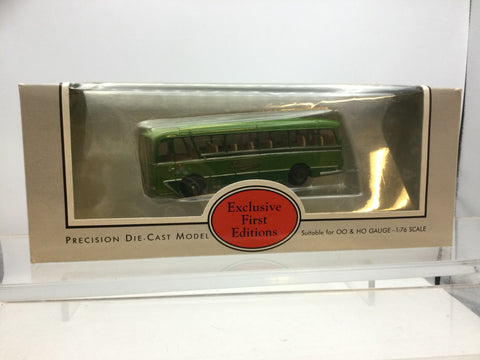 Exclusive
First
Editions
PRECISION DIE-CAST MODEL
Suitable for OO & HO GAUGE -1:76 SCALE